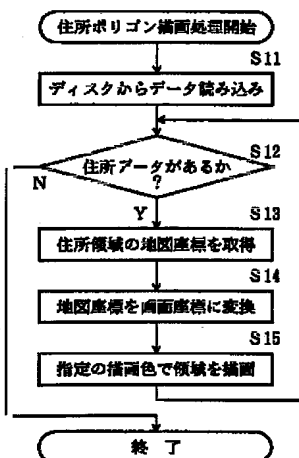 住所ポリゴン描画処理開始
S11
ディスクからデータ読み込み
S12
住所データがあるか
?
N
Y
S13
住所領域の地図座標を取得
S14
地図座標を画面座標に変換
S15
指定の描画色で領域を描画
終了